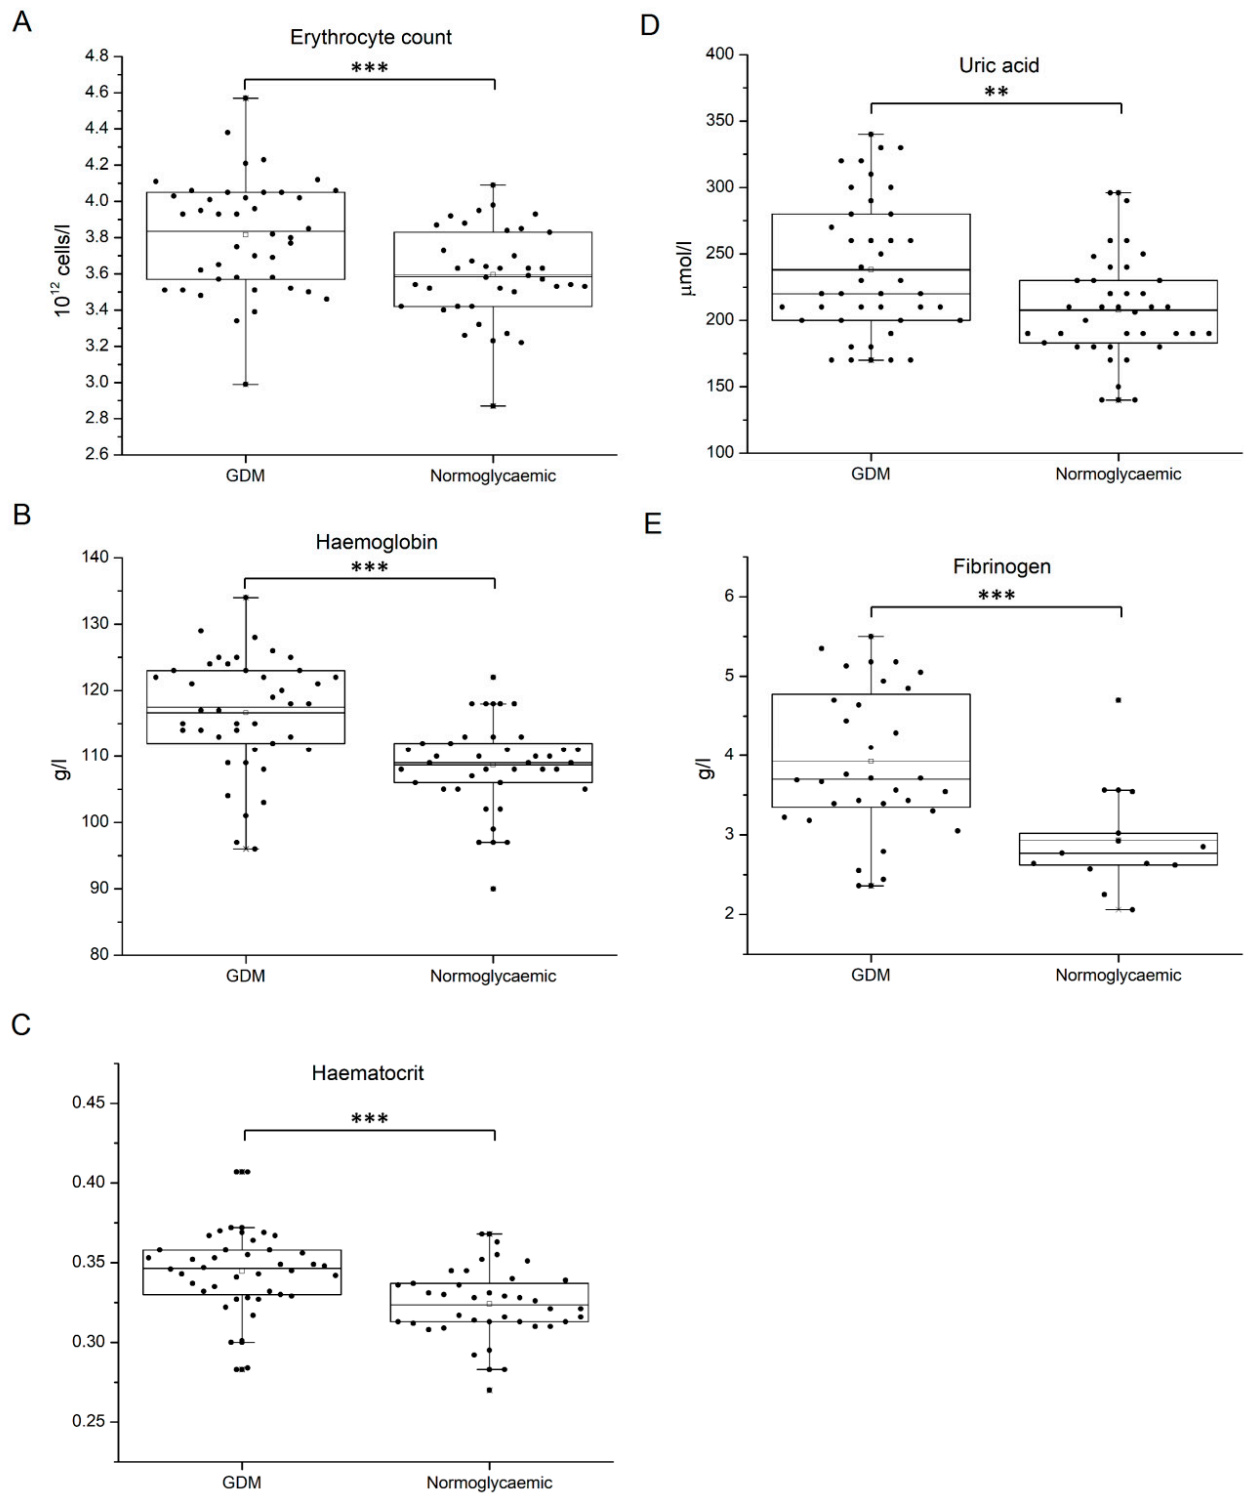 A
Erythrocyte count
***
10¹² cells/l
4.8
4.6
4.4
4.2
4.0
3.8
3.6
3.4
3.2
3.0
2.8
2.6
GDM
Normoglycaemic
B
Haemoglobin
***
g/l
140
130
120
110
100
90
80
GDM
Normoglycaemic
C
Haematocrit
***
0.45
0.40
0.35
0.30
0.25
GDM
Normoglycaemic
D
Uric acid
**
μmol/l
400
350
300
250
200
150
100
GDM
Normoglycaemic
E
Fibrinogen
***
g/l
6
5
4
3
2
GDM
Normoglycaemic